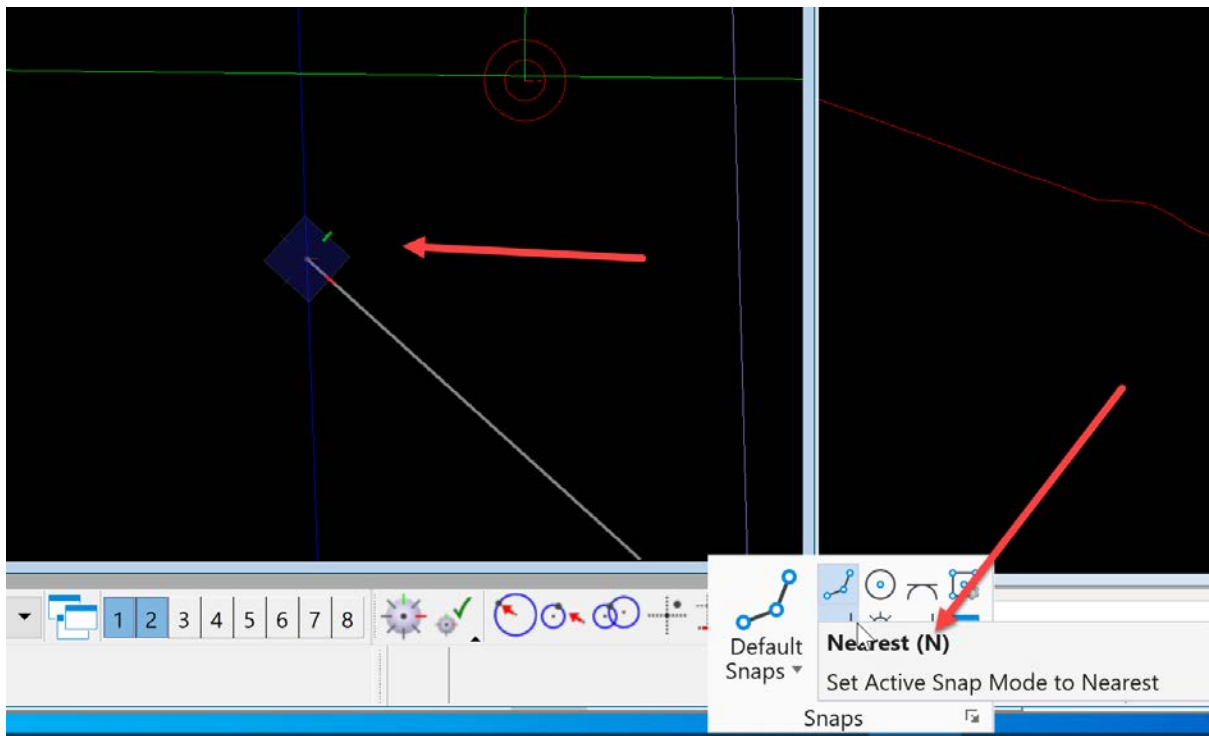 1 2 3 4 5 6 7 8
Default
Snaps
Nearest (N)
Set Active Snap Mode to Nearest
Snaps